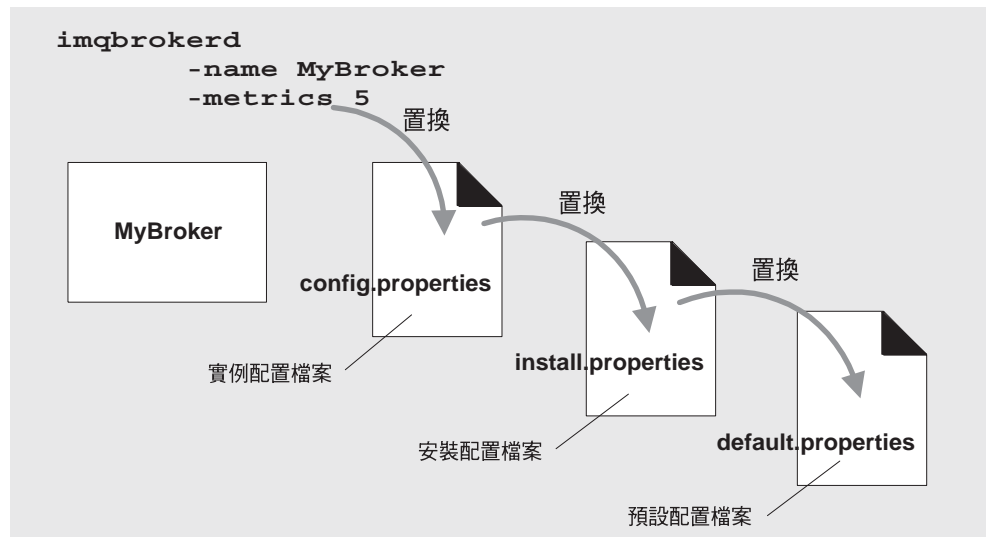 imqbrokerd
-name MyBroker
-metrics 5
置換
MyBroker
置換
config.properties
置換
實例配置檔案
install.properties
安裝配置檔案
default.properties
預設配置檔案